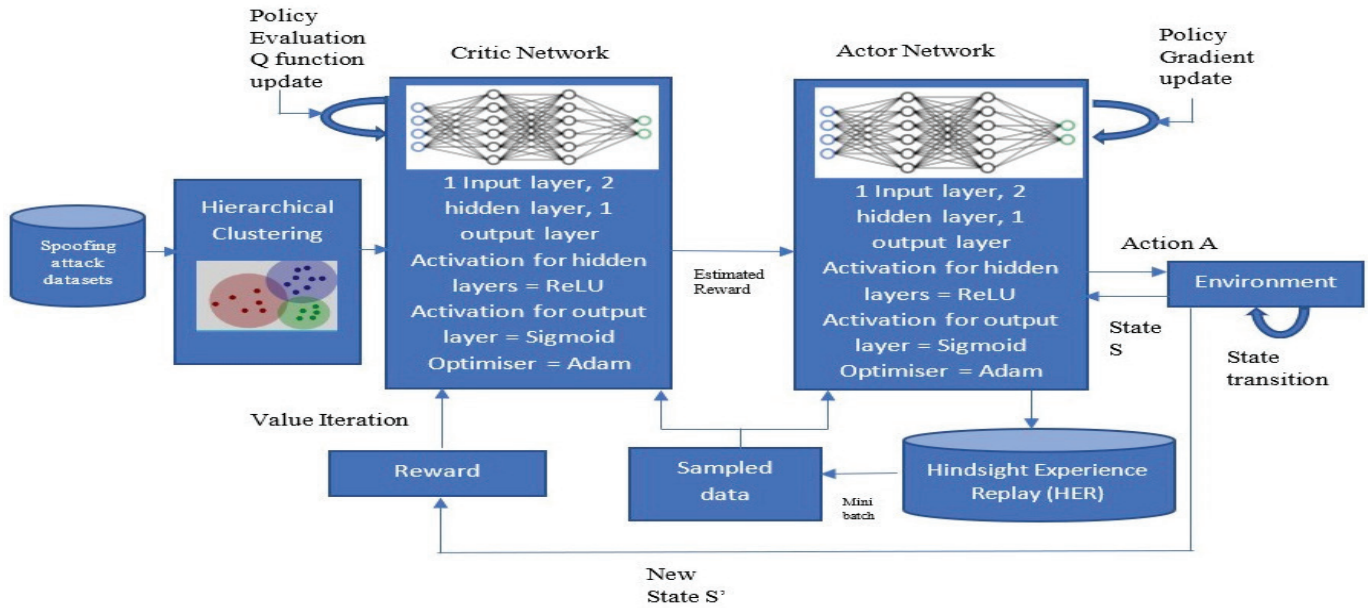 Policy
Evaluation
Q function
update
Critic Network
Actor Network
Policy
Gradient
update
Spoofing
attack
datasets
Hierarchical
Clustering
1 Input layer, 2
hidden layer, 1
output layer
Activation for hidden
layers = ReLU
Activation for output
layer = Sigmoid
Optimiser = Adam
Estimated
Reward
1 Input layer, 2
hidden layer, 1
output layer
Activation for hidden
layers = ReLU
Activation for output
layer = Sigmoid
Optimiser = Adam
Action A
Environment
State
S
State
transition
Value Iteration
Reward
Sampled
data
Mini
batch
Hindsight Experience
Replay (HER)
New
State S’